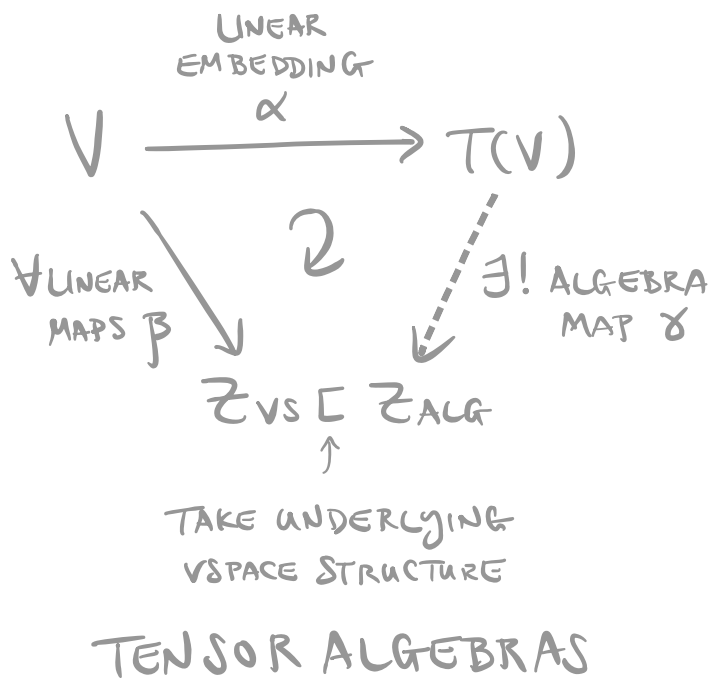 LINEAR
EMBEDDING
α
V
T(V)
∀ LINEAR
MAPS β
∃! ALGEBRA
MAP γ
Z VS ⊏ Z ALG
↑
TAKE UNDERLYING
VSPACE STRUCTURE
TENSOR ALGEBRAS